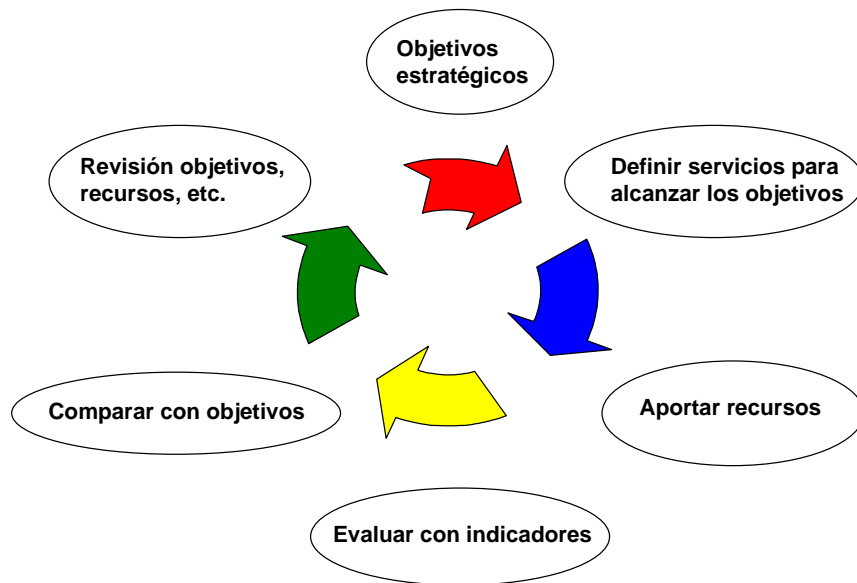 Objetivos
estratégicos
Definir servicios para
alcanzar los objetivos
Aportar recursos
Evaluar con indicadores
Comparar con objetivos
Revisión objetivos,
recursos, etc.